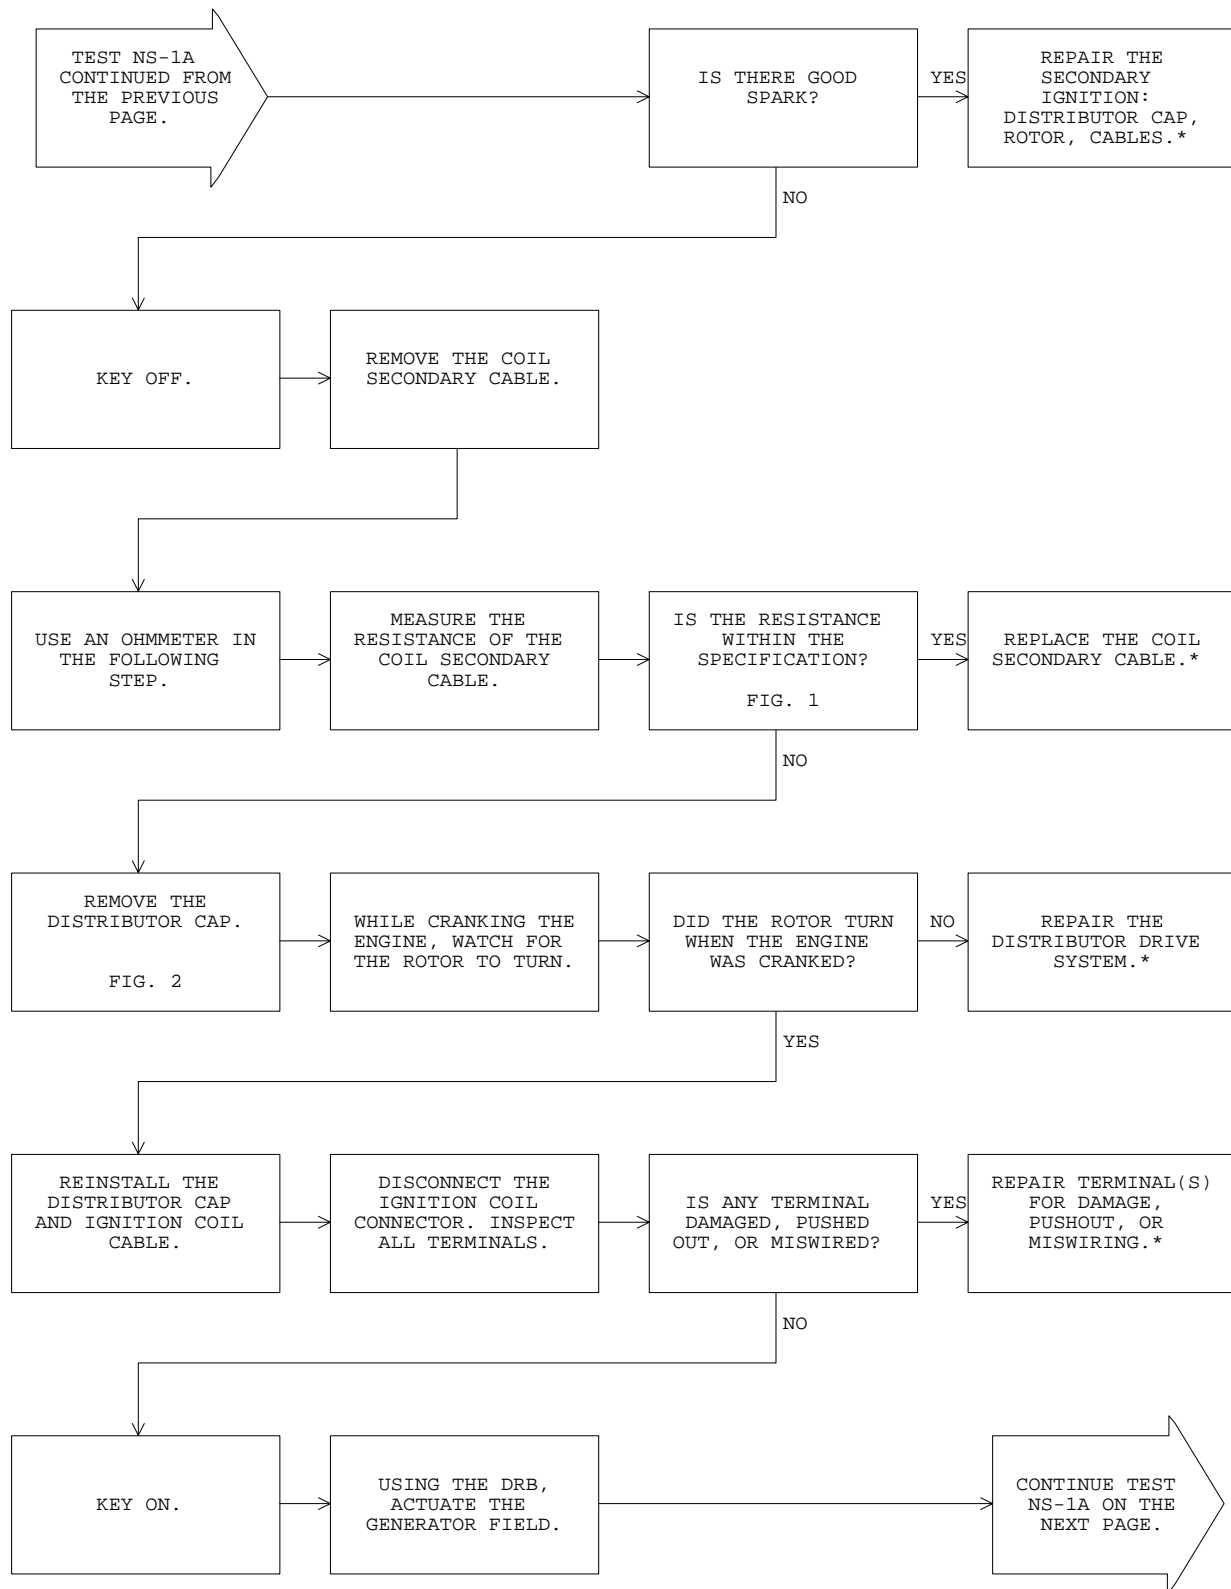 TEST NS-1A
CONTINUED FROM
THE PREVIOUS
PAGE.
IS THERE GOOD
SPARK?
YES
REPAIR THE
SECONDARY
IGNITION:
DISTRIBUTOR CAP,
ROTOR, CABLES.*
NO
KEY OFF.
REMOVE THE COIL
SECONDARY CABLE.
USE AN OHMMETER IN
THE FOLLOWING
STEP.
MEASURE THE
RESISTANCE OF THE
COIL SECONDARY
CABLE.
IS THE RESISTANCE
WITHIN THE
SPECIFICATION?
FIG. 1
YES
REPLACE THE COIL
SECONDARY CABLE.*
NO
REMOVE THE
DISTRIBUTOR CAP.
FIG. 2
WHILE CRANKING THE
ENGINE, WATCH FOR
THE ROTOR TO TURN.
DID THE ROTOR TURN
WHEN THE ENGINE
WAS CRANKED?
NO
REPAIR THE
DISTRIBUTOR DRIVE
SYSTEM.*
YES
REINSTALL THE
DISTRIBUTOR CAP
AND IGNITION COIL
CABLE.
DISCONNECT THE
IGNITION COIL
CONNECTOR. INSPECT
ALL TERMINALS.
IS ANY TERMINAL
DAMAGED, PUSHED
OUT, OR MISWIRED?
YES
REPAIR TERMINAL(S)
FOR DAMAGE,
PUSHOUT, OR
MISWIRING.*
NO
KEY ON.
USING THE DRB,
ACTUATE THE
GENERATOR FIELD.
CONTINUE TEST
NS-1A ON THE
NEXT PAGE.